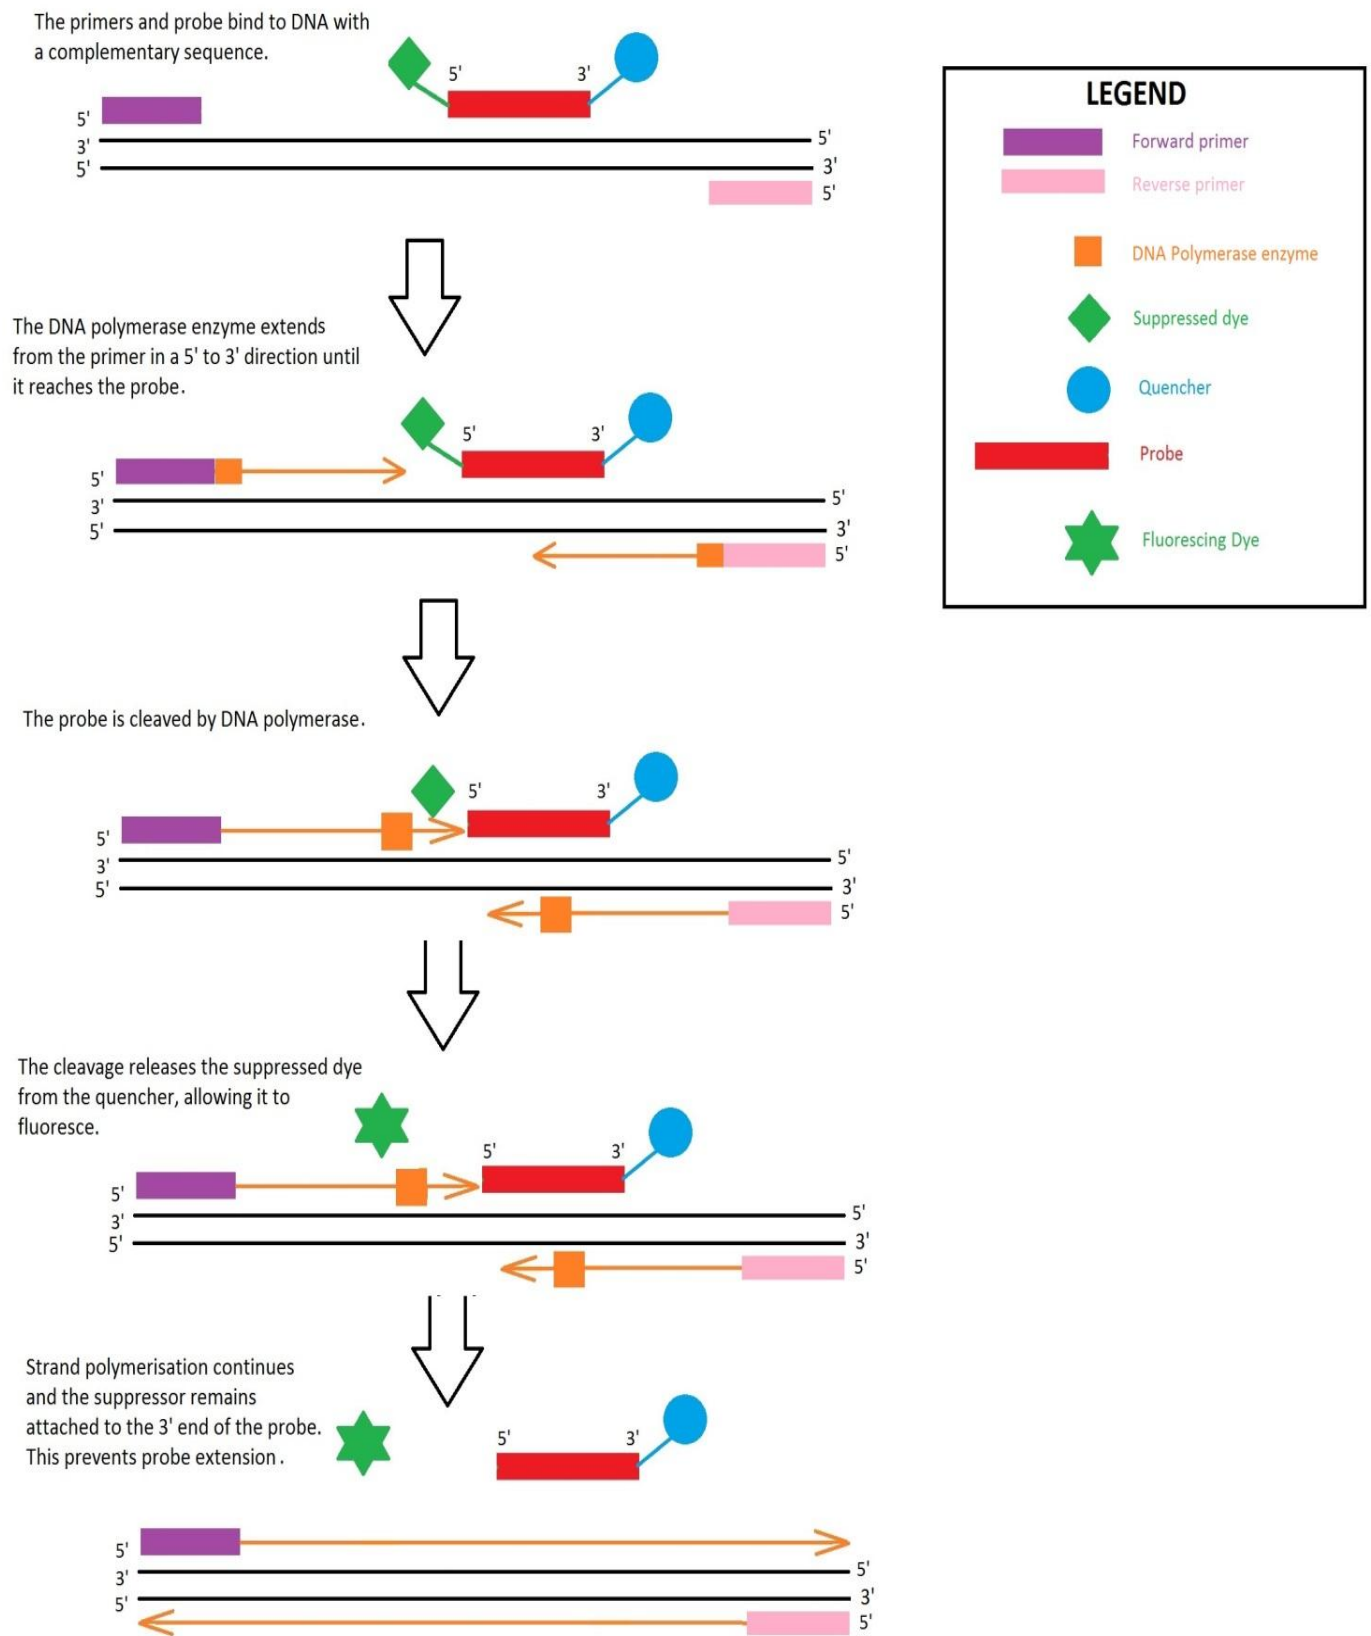 The primers and probe bind to DNA with
a complementary sequence.
5' 3'
5'
3' 5'
5' 3'
5'
LEGEND
Forward primer
Reverse primer
DNA Polymerase enzyme
Suppressed dye
Quencher
Probe
Fluorescing Dye
The DNA polymerase enzyme extends
from the primer in a 5' to 3' direction until
it reaches the probe.
5' 3'
5'
3' 5'
5' 3'
5'
The probe is cleaved by DNA polymerase.
5' 3'
5'
3' 5'
5' 3'
5'
The cleavage releases the suppressed dye
from the quencher, allowing it to
fluoresce.
5' 3'
5'
3' 5'
5' 3'
5'
Strand polymerisation continues
and the suppressor remains
attached to the 3' end of the probe.
This prevents probe extension.
5' 3'
5'
3' 5'
5' 3'
5'